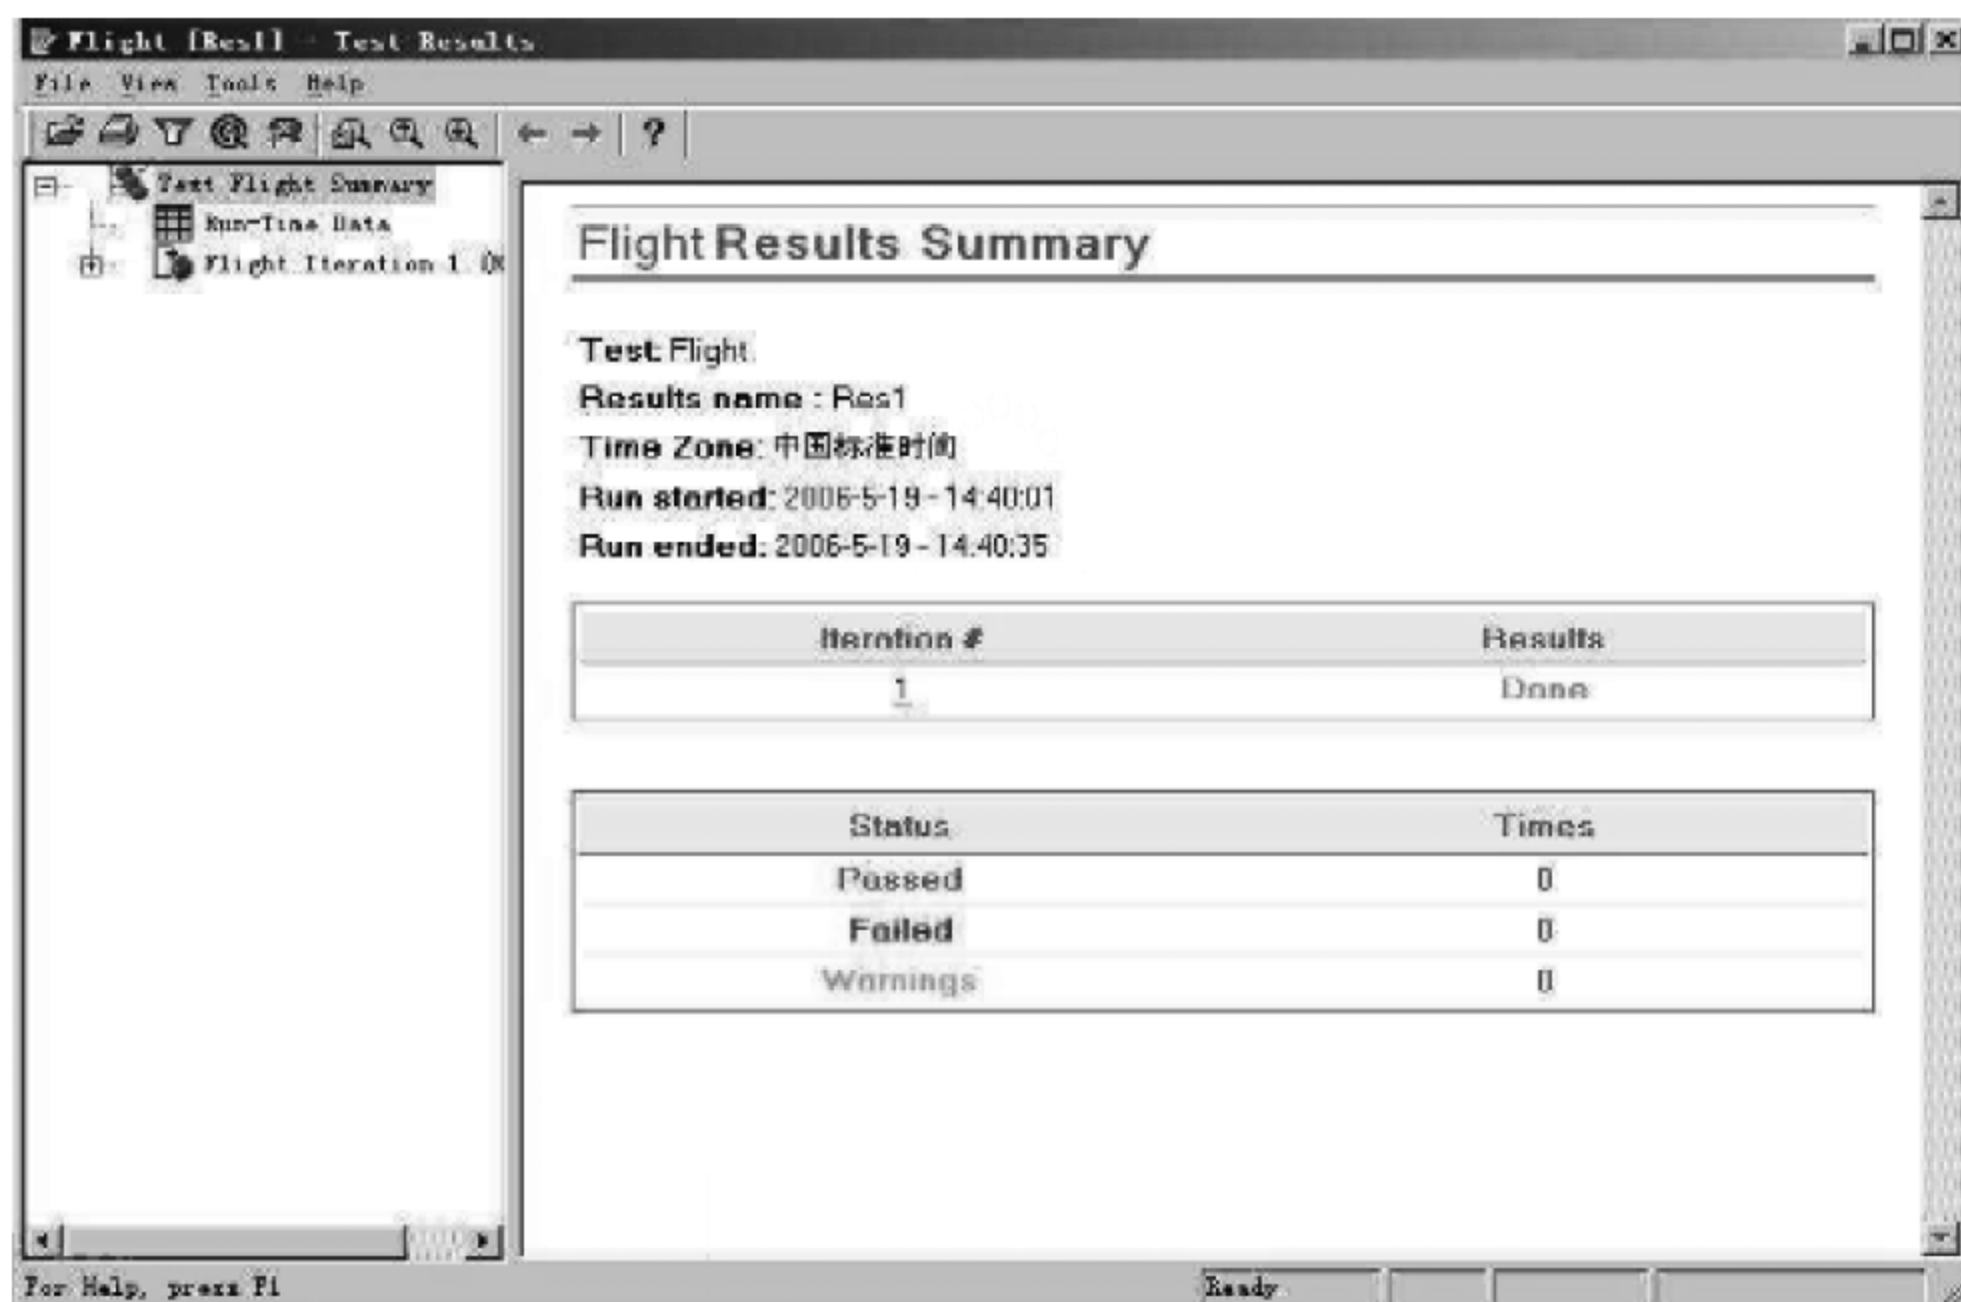 Flight [Res1] - Test Results
File View Tools Help
?
Test Flight Summary
Run-Time Data
Flight Iteration 1
Flight Results Summary
Test: Flight
Results name : Res1
Time Zone: 中国标准时间
Run started: 2006-5-19 - 14:40:01
Run ended: 2006-5-19 - 14:40:35
Iteration # Results
1 Done
Status Times
Passed 0
Failed 0
Warnings 0
For Help, press F1
Ready